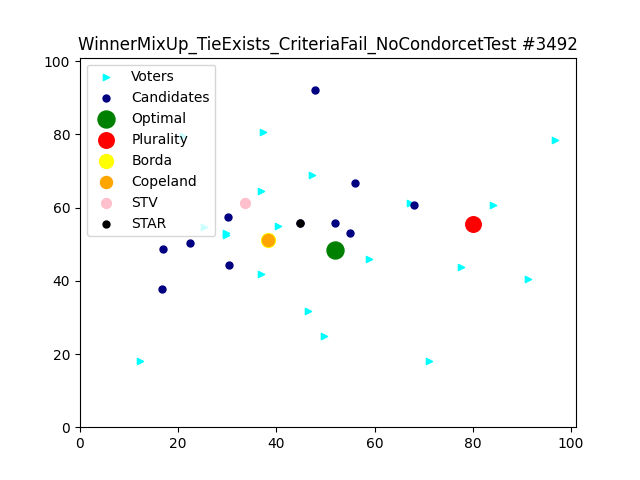 WinnerMixUp_TieExists_CriteriaFail_NoCondorcetTest #3492
100
80
60
40
20
0
Voters
Candidates
Optimal
Plurality
Borda
Copeland
STV
STAR
0 20 40 60 80 100